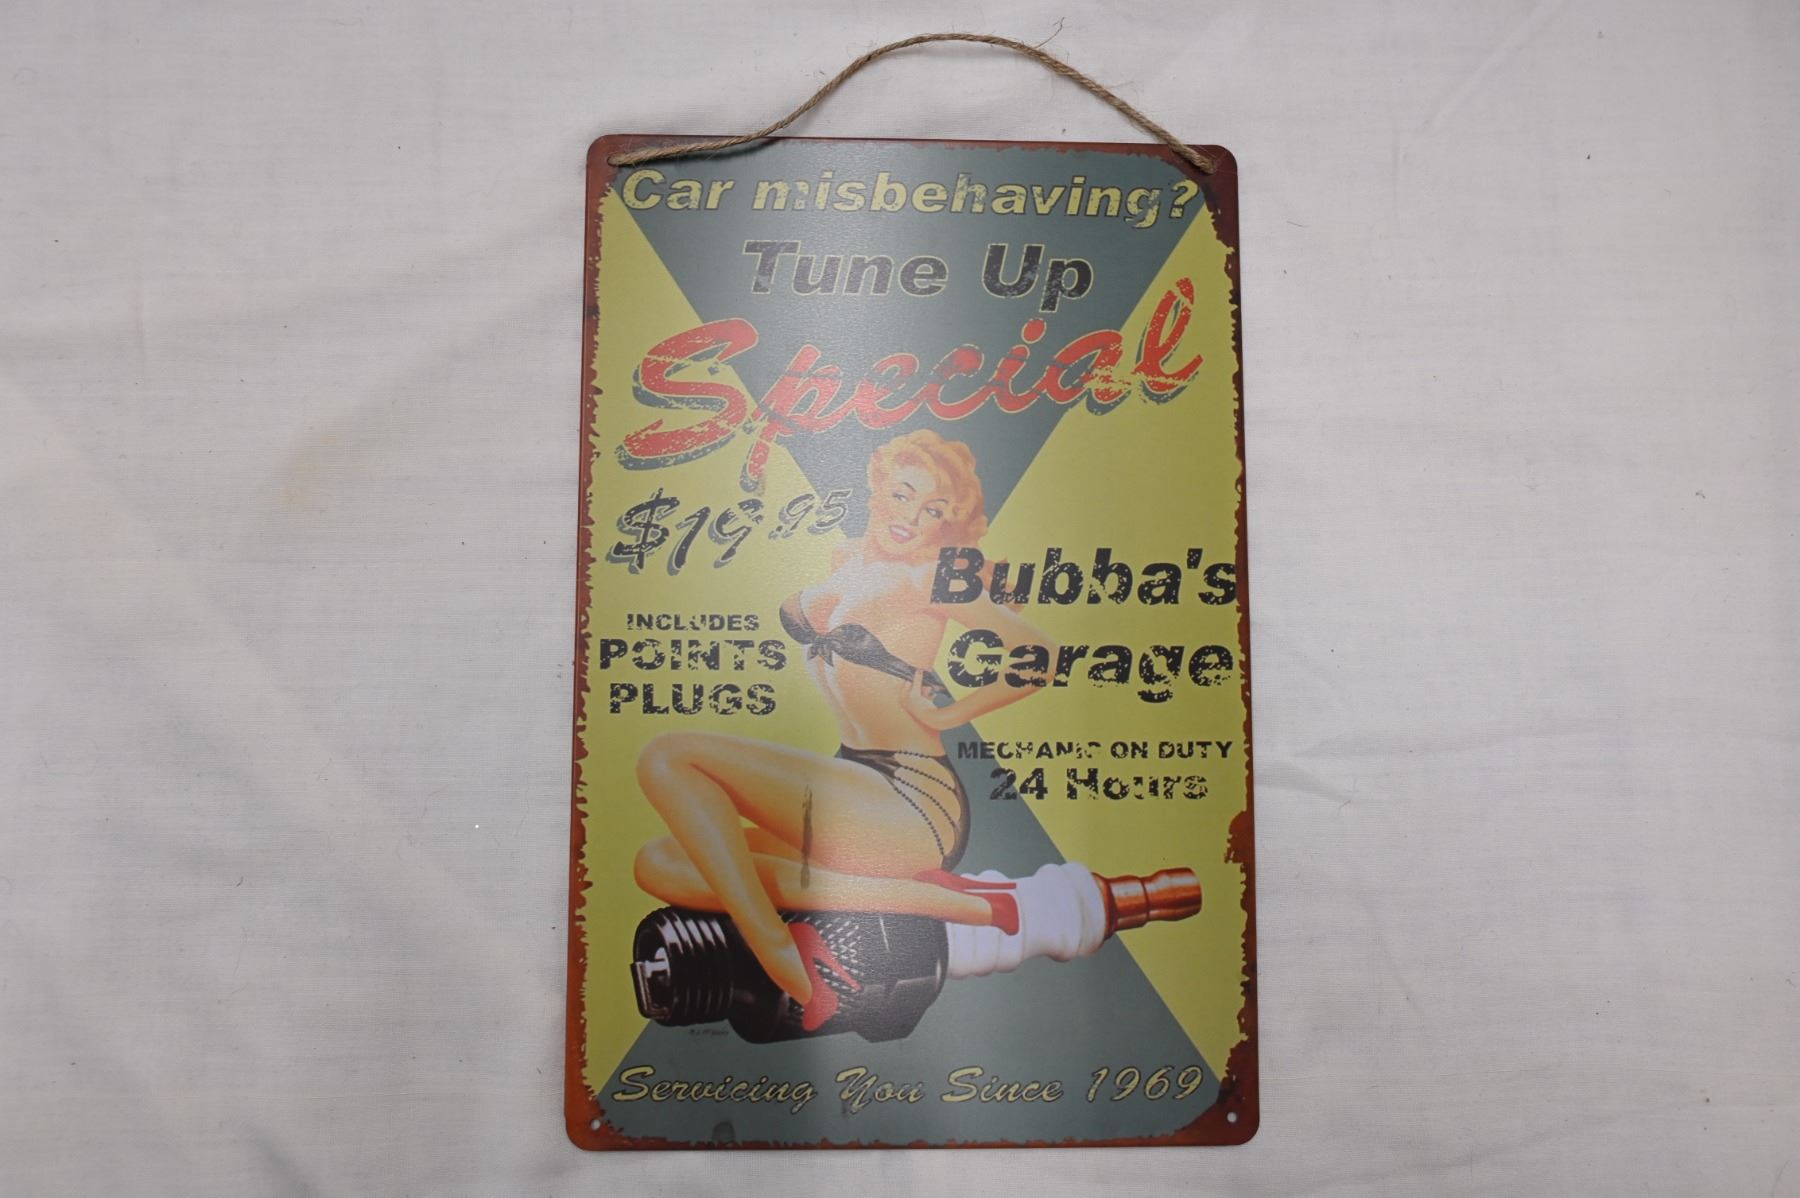 Car misbehaving?
Tune Up
Special
$19.95
INCLUDES
POINTS
PLUGS
Bubba's
Garage
MECHANIC ON DUTY
24 Hours
Servicing You Since 1969